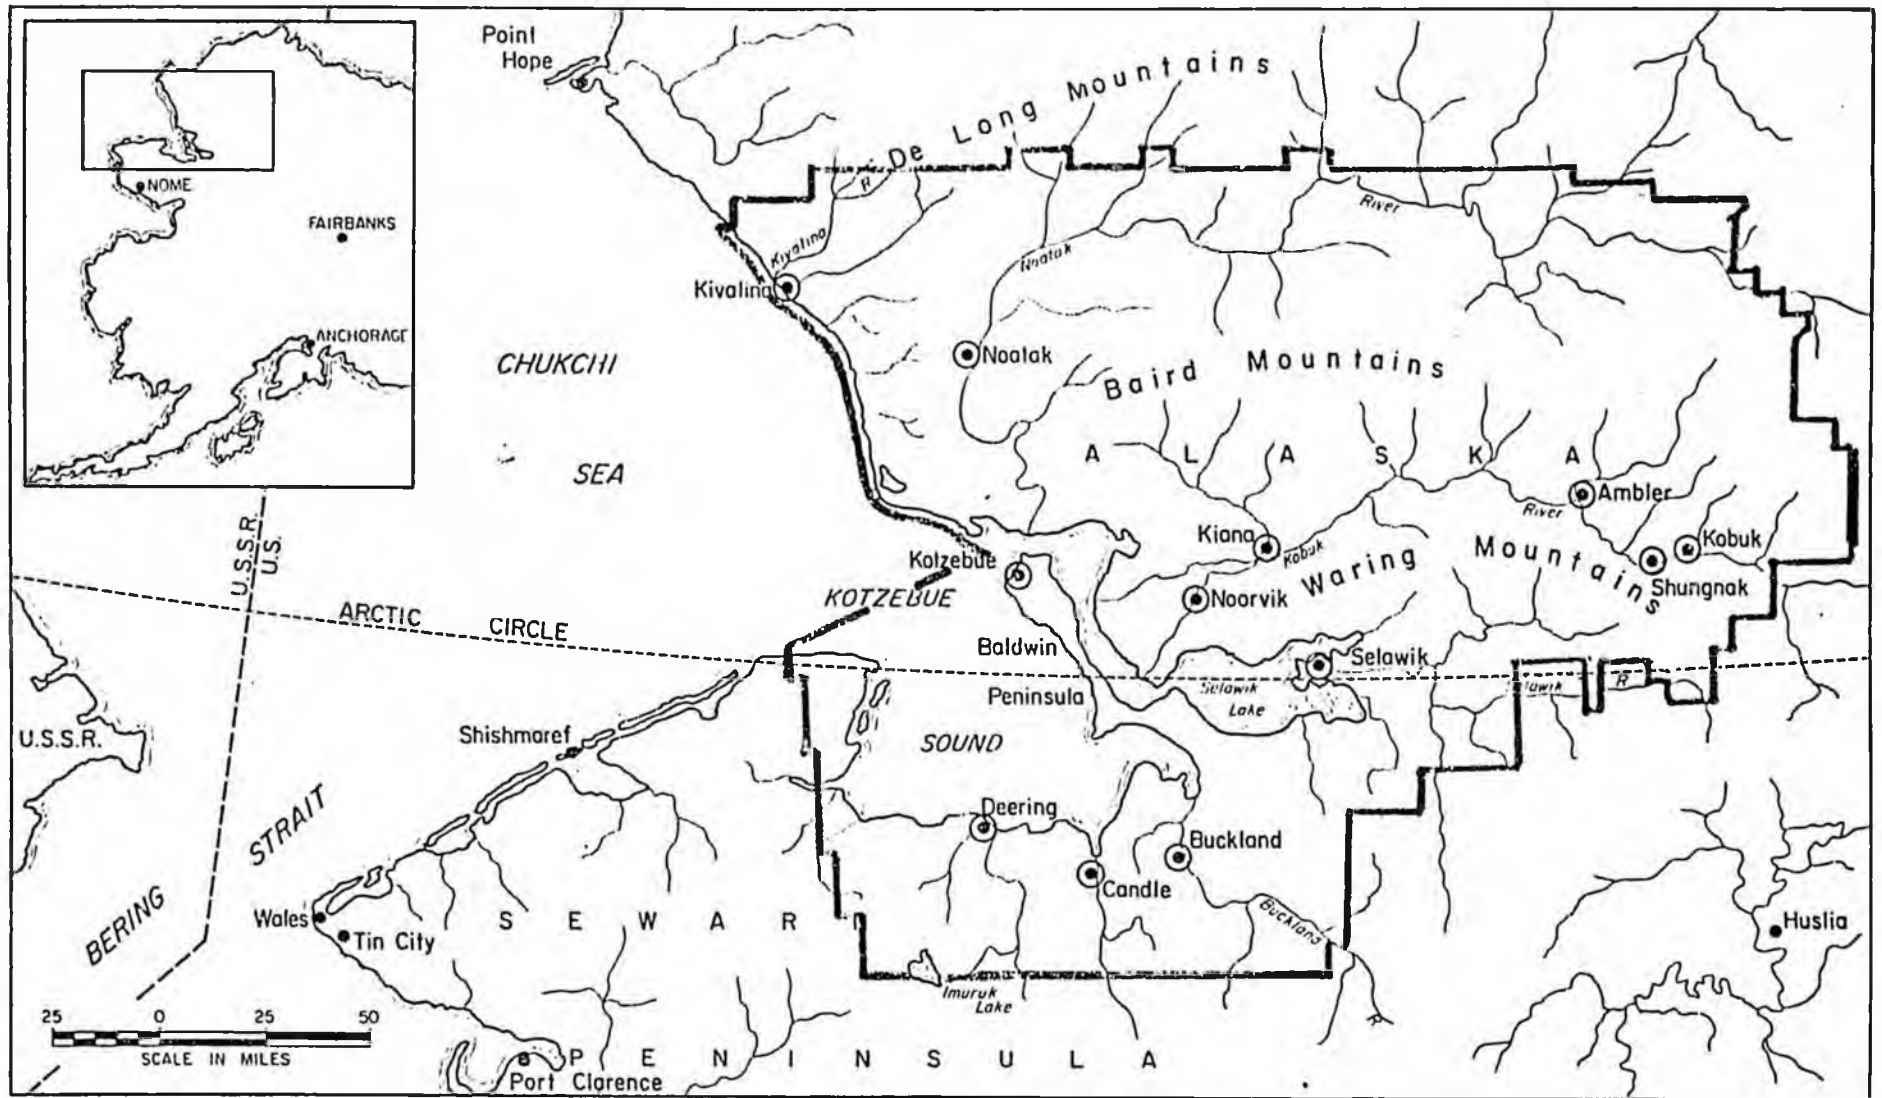 NOME
FAIRBANKS
ANCHORAGE
Point
Hope
De Long Mountains
R
Kivalina
River
Noatak
Kivalina
Noatak
CHUKCHI
SEA
Baird Mountains
A L A S K A
Ambler
River
Kiana
Kobuk
Kobuk
Shungnak
Waring Mountains
Noorvik
Kotzebue
KOTZEBUE
SOUND
U.S.S.R.
U.S.
ARCTIC CIRCLE
Baldwin
Peninsula
Selawik
Selawik
Lake
R
U.S.S.R.
Shishmaref
Deering
Buckland
Candle
Buckland
R
BERING
STRAIT
Wales
Tin City
SEWAR
PENINSULA
Huslia
Imuruk
Lake
25 0 25 50
SCALE IN MILES
Port Clarence